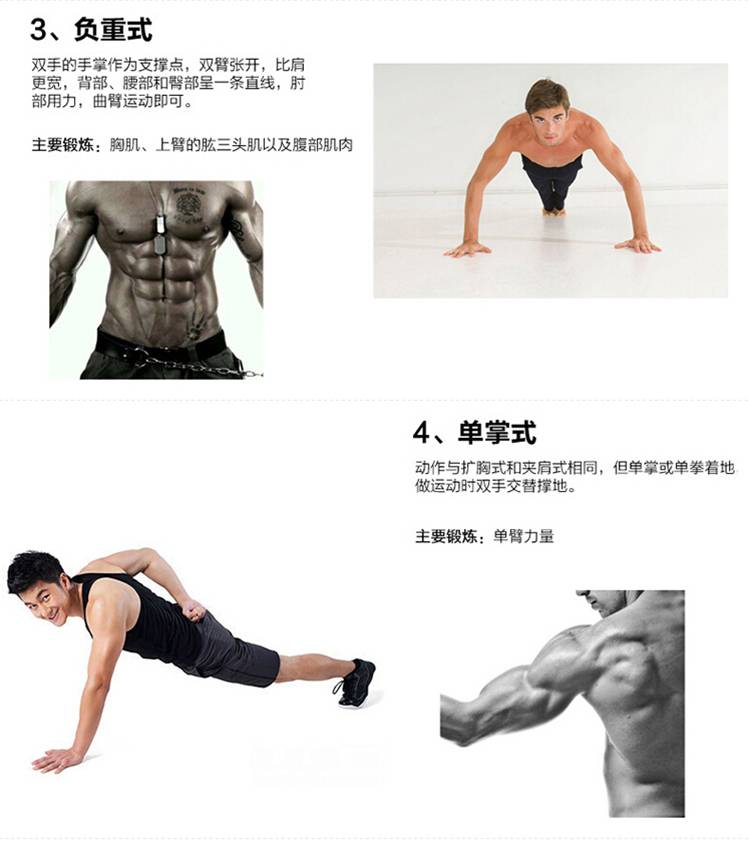 3、负重式
双手的手掌作为支撑点，双臂张开，比肩
更宽，背部、腰部和臀部呈一条直线，肘
部用力，曲臂运动即可。
主要锻炼：胸肌、上臂的肱三头肌以及腹部肌肉
4、单掌式
动作与扩胸式和夹肩式相同，但单掌或单拳着地，
做运动时双手交替撑地。
主要锻炼：单臂力量